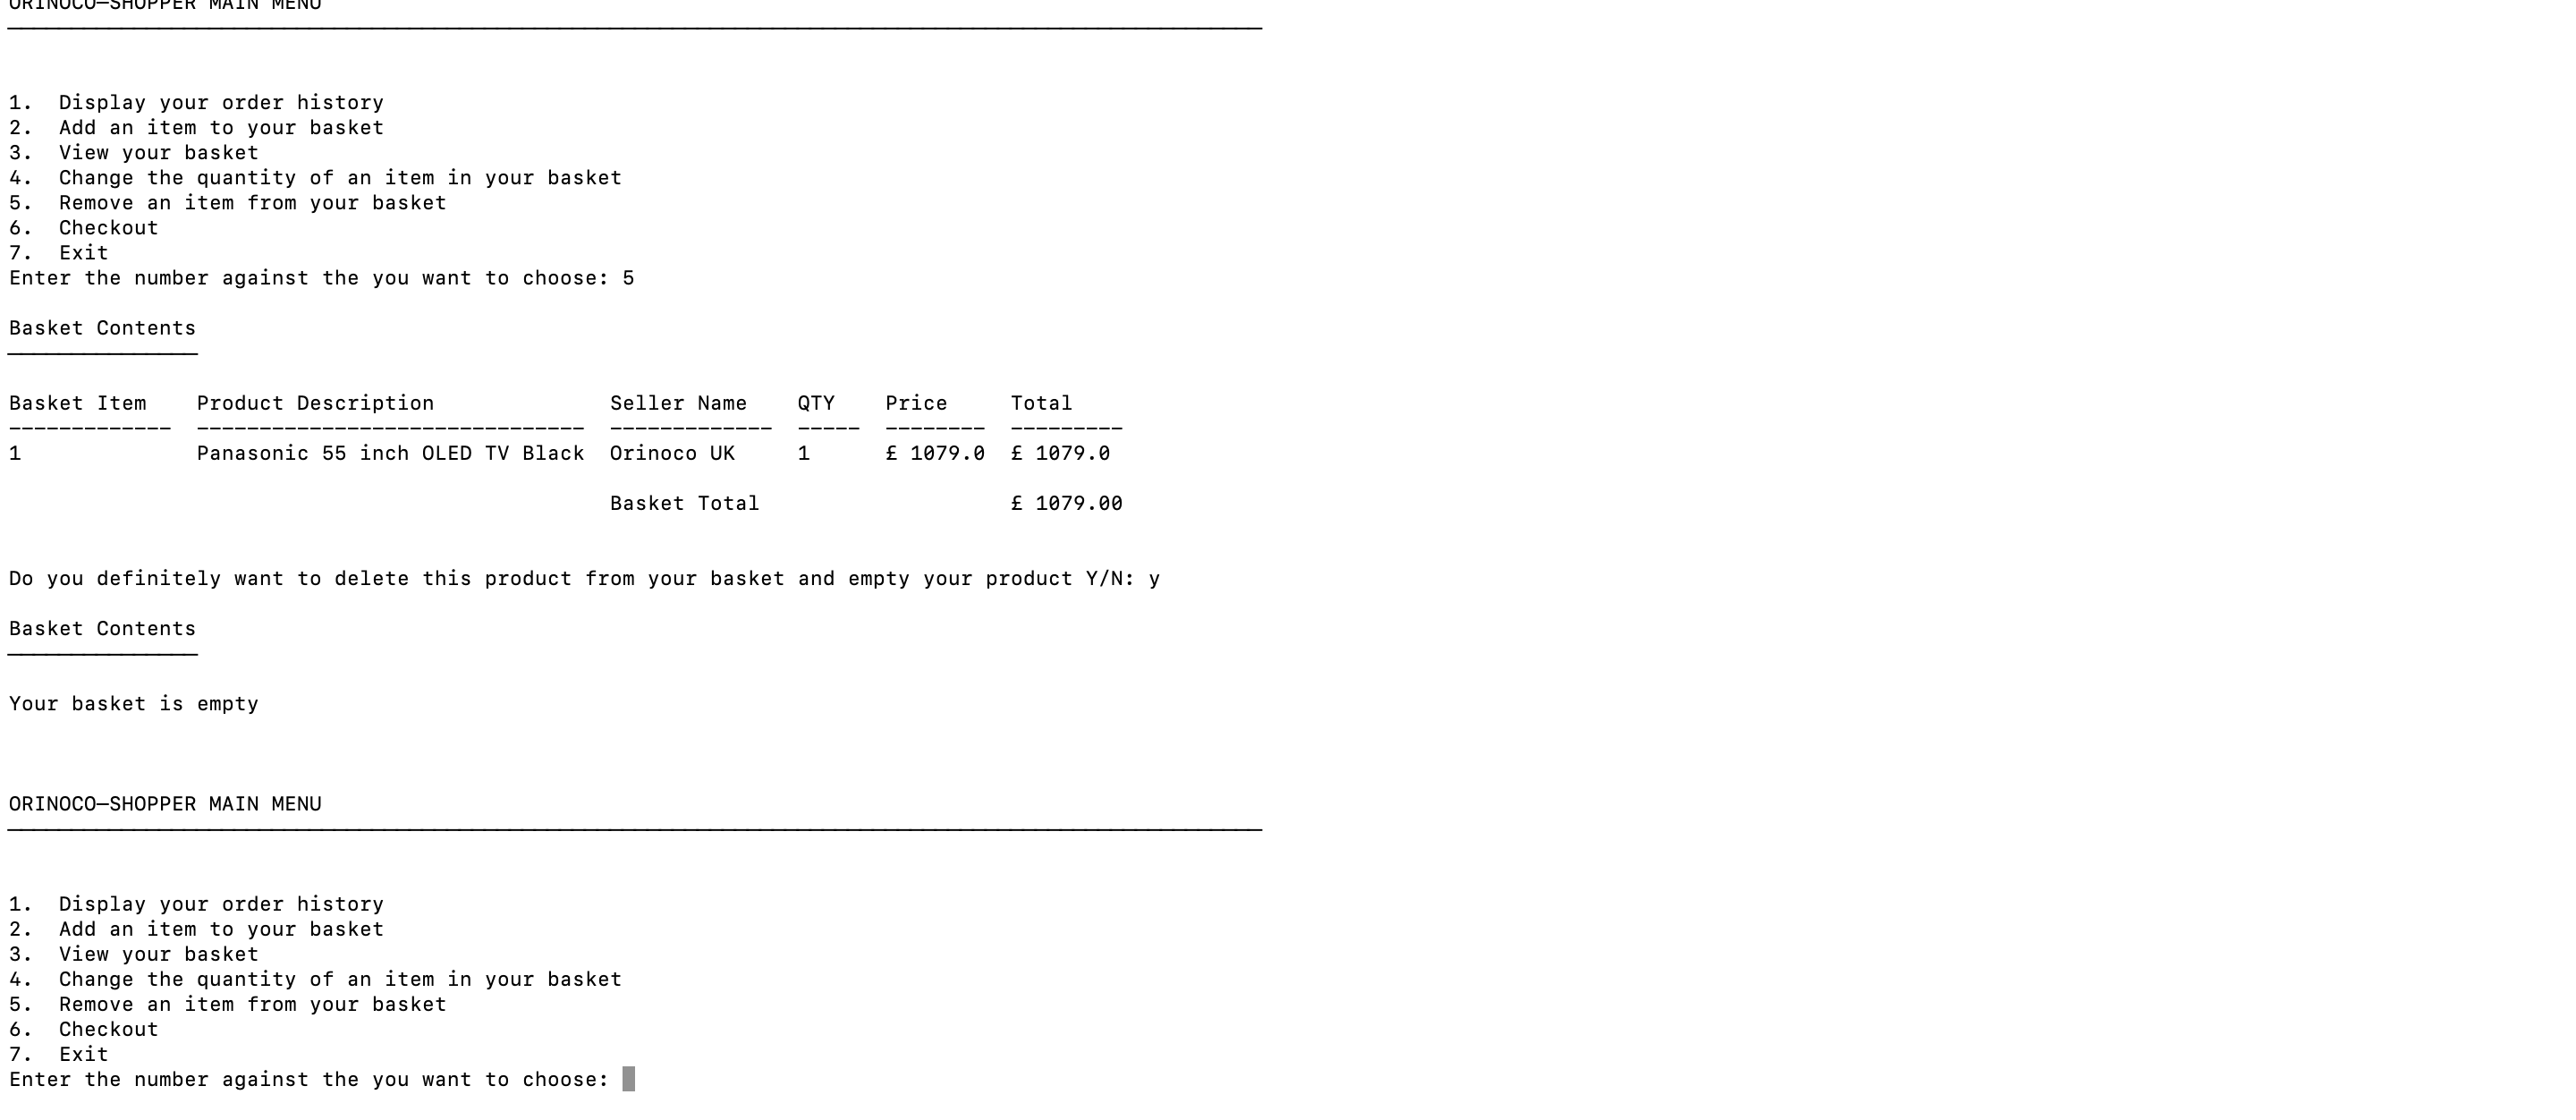 ORINOCO—SHOPPER MAIN MENU
1. Display your order history
2. Add an item to your basket
3. View your basket
4. Change the quantity of an item in your basket
5. Remove an item from your basket
6. Checkout
7. Exit
Enter the number against the you want to choose: 5
Basket Contents
Basket Item Product Description Seller Name QTY Price Total
------------- ------------------------------- ------------- ----- -------- ---------
1 Panasonic 55 inch OLED TV Black Orinoco UK 1 £ 1079.0 £ 1079.0
Basket Total £ 1079.00
Do you definitely want to delete this product from your basket and empty your product Y/N: y
Basket Contents
Your basket is empty
ORINOCO—SHOPPER MAIN MENU
1. Display your order history
2. Add an item to your basket
3. View your basket
4. Change the quantity of an item in your basket
5. Remove an item from your basket
6. Checkout
7. Exit
Enter the number against the you want to choose: